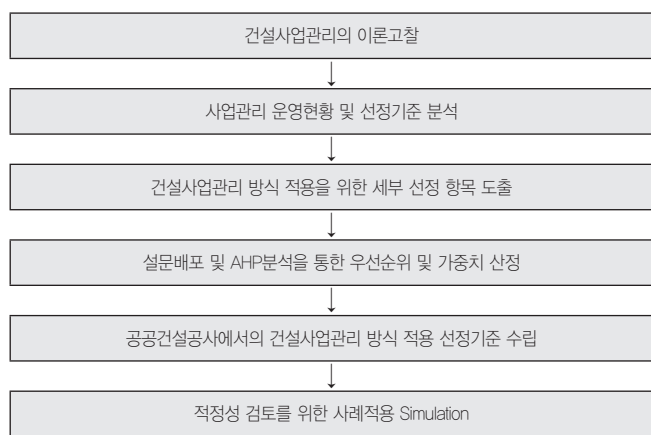 건설사업관리의 이론고찰
사업관리 운영현황 및 선정기준 분석
건설사업관리 방식 적용을 위한 세부 선정 항목 도출
설문배포 및 AHP분석을 통한 우선순위 및 가중치 산정
공공건설공사에서의 건설사업관리 방식 적용 선정기준 수립
적정성 검토를 위한 사례적용 Simulation